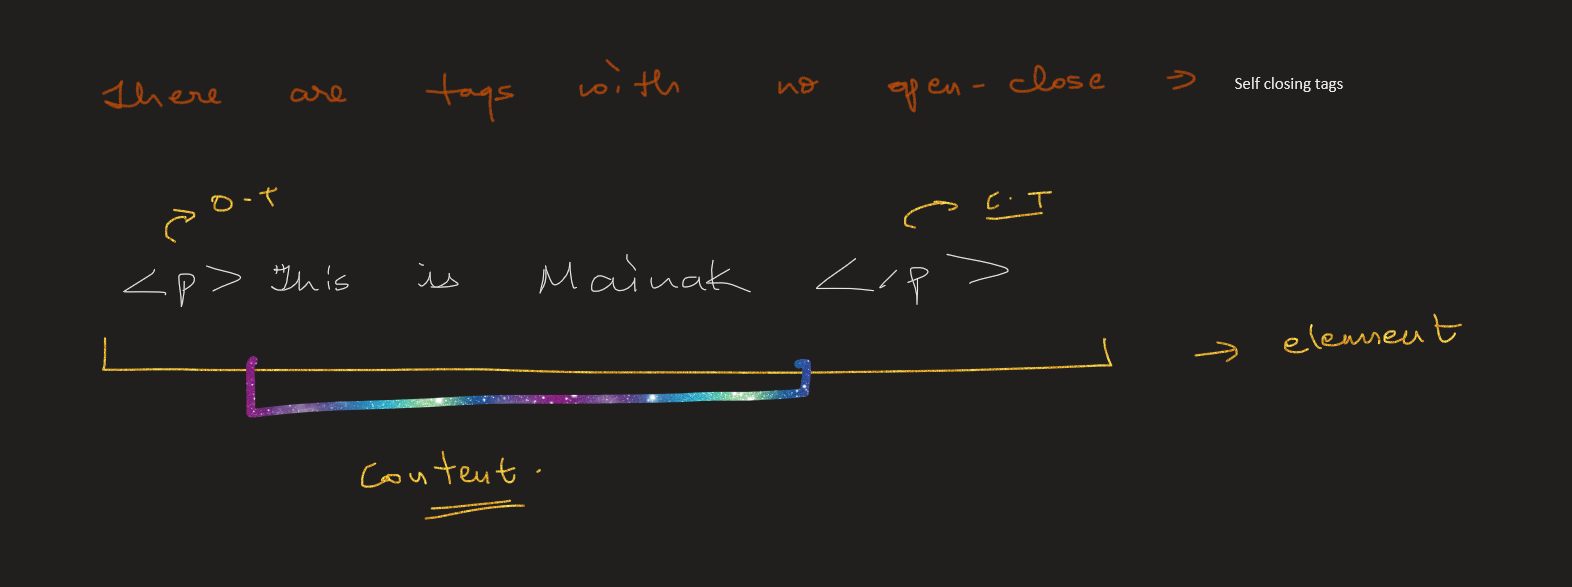 There are tags with no open-close → Self closing tags
O-T C.T
<p> This is Mainak </p>
→ element
Content.